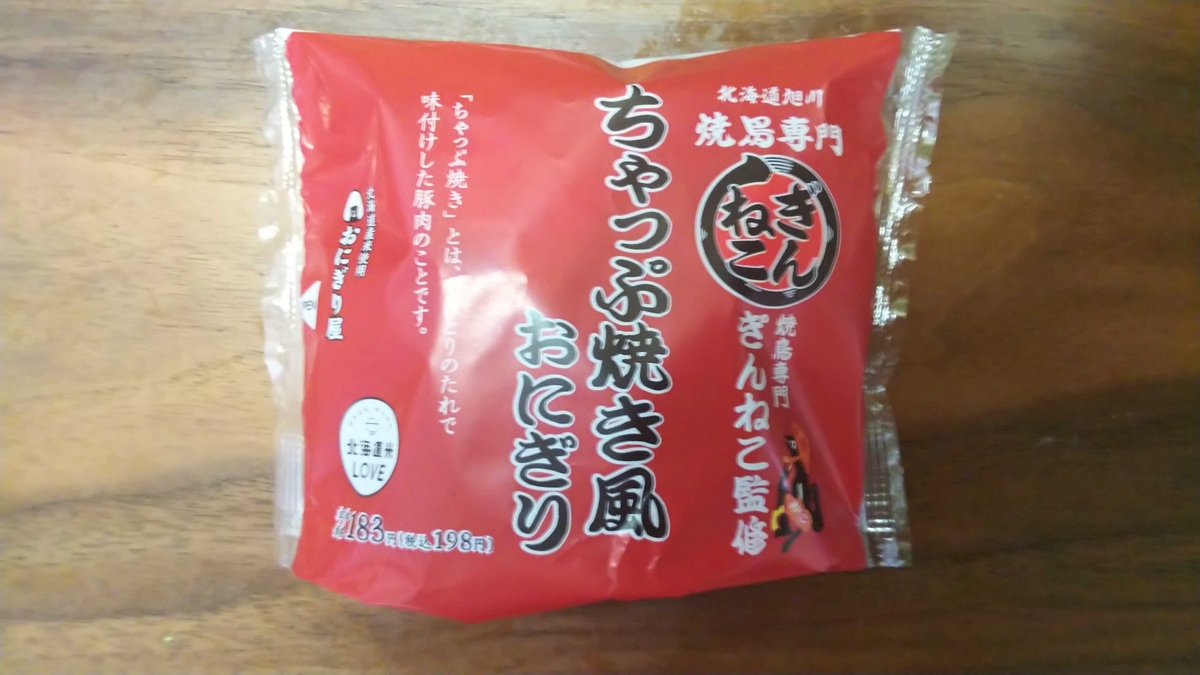 北海道旭川
焼鳥専門
ぎんねこ
焼鳥専門
ぎんねこ監修
ちゃっぷ焼き風
おにぎり
「ちゃっぷ焼き」とは、 とりのたれで
味付けした豚肉のことです。
北海道産米使用
おにぎり屋
OPEN
北海道米
LOVE
183円(税込198円)